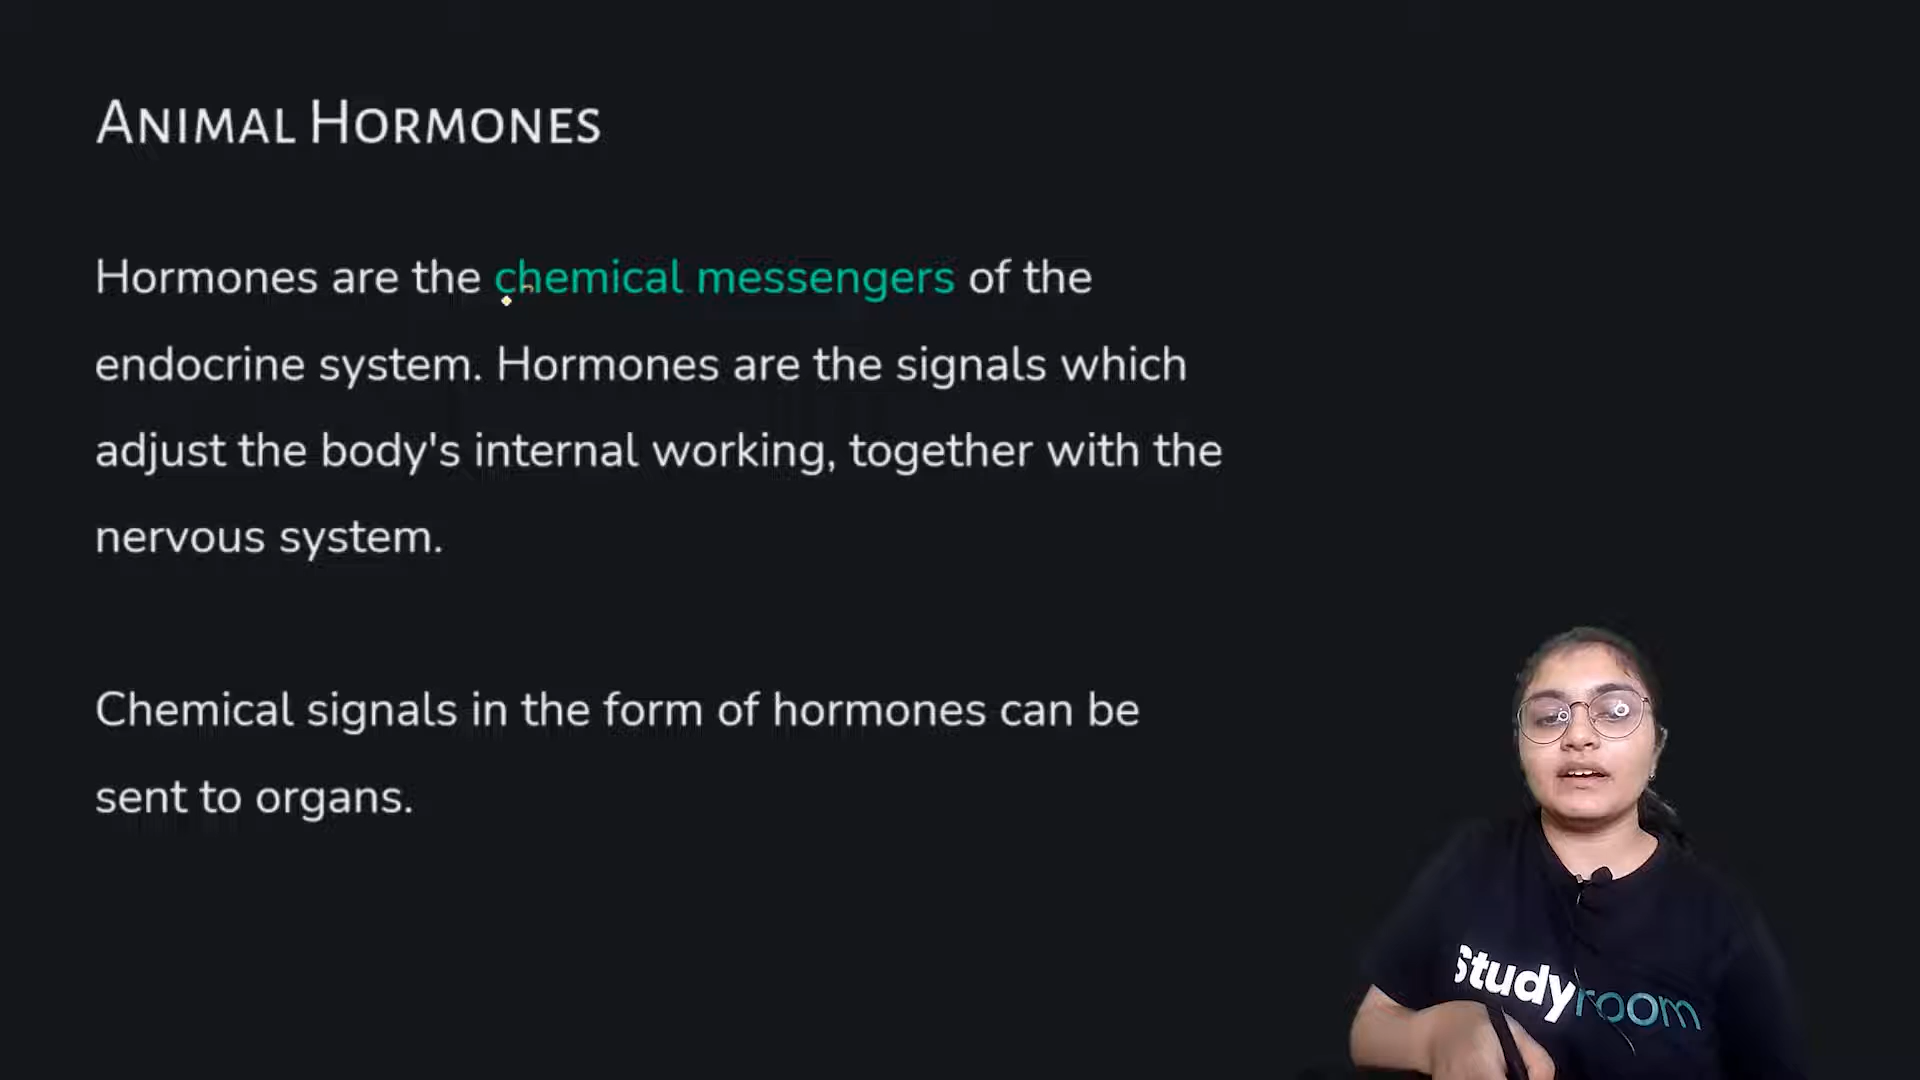 Animal Hormones
Hormones are the chemical messengers of the
endocrine system. Hormones are the signals which
adjust the body's internal working, together with the
nervous system.
Chemical signals in the form of hormones can be
sent to organs.
Studyroom